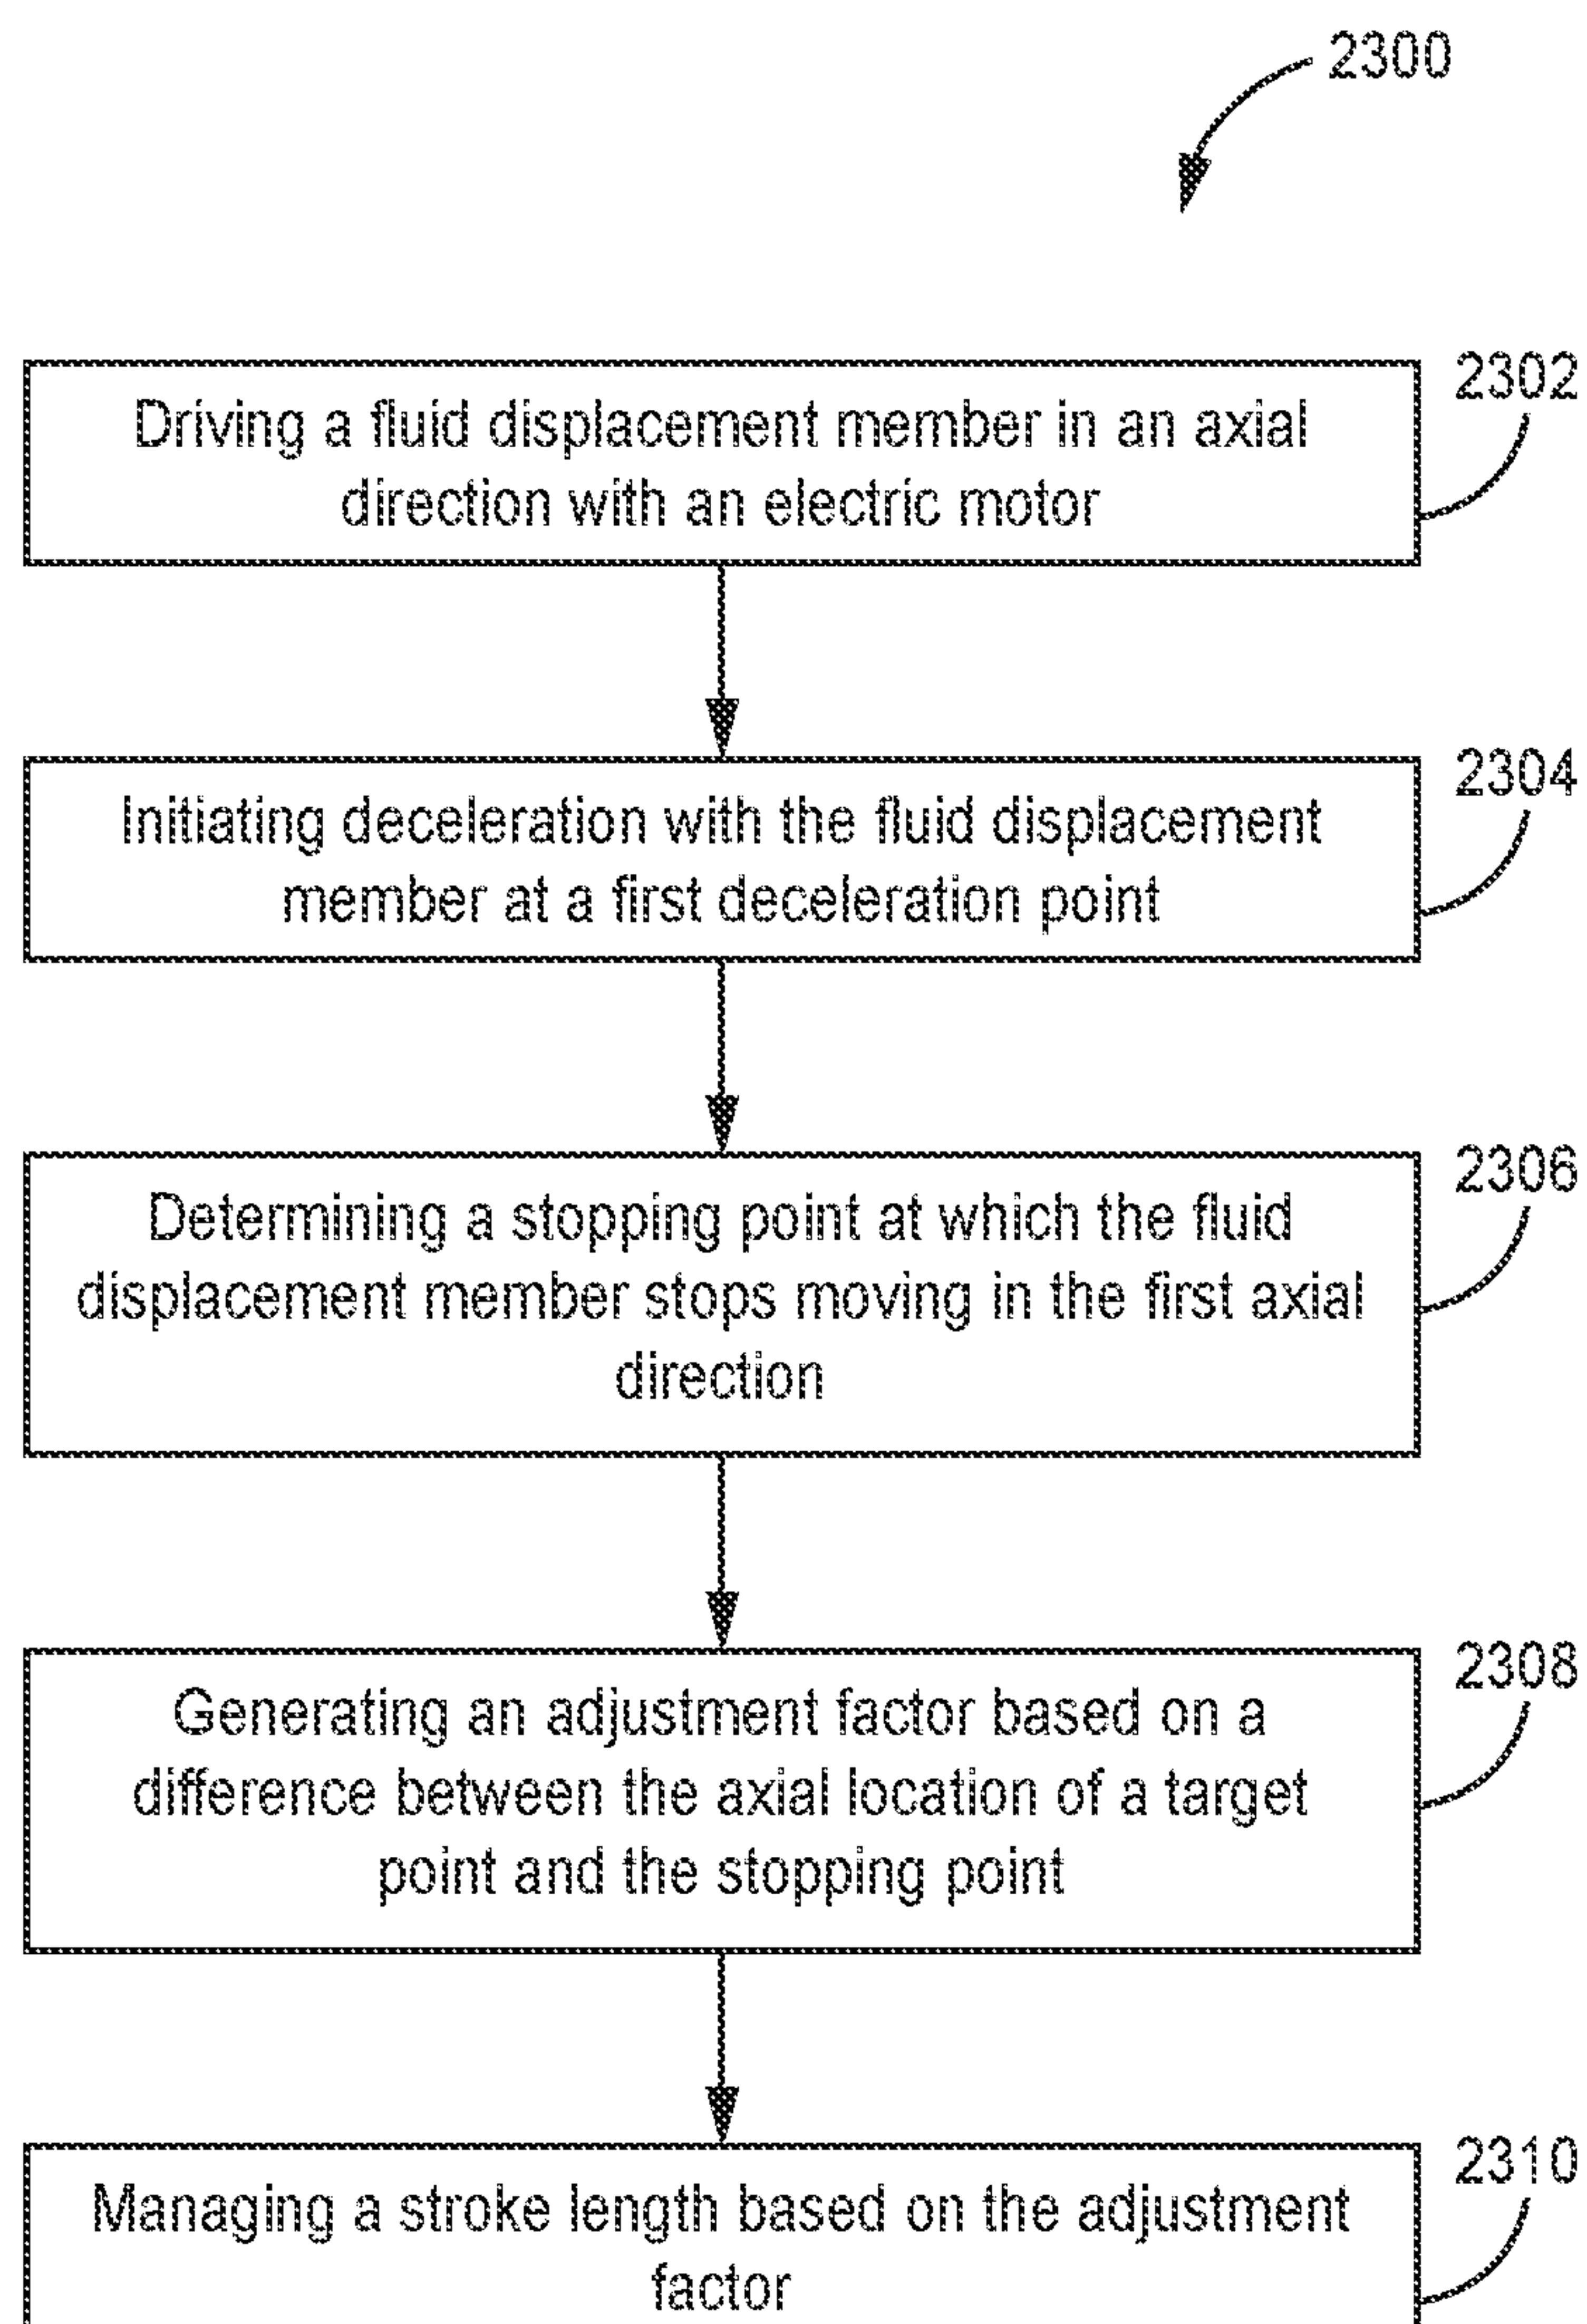 2300
2302
Driving a fluid displacement member in an axial
direction with an electric motor
2304
Initiating deceleration with the fluid displacement
member at a first deceleration point
2306
Determining a stopping point at which the fluid
displacement member stops moving in the first axial
direction
2308
Generating an adjustment factor based on a
difference between the axial location of a target
point and the stopping point
2310
Managing a stroke length based on the adjustment
factor